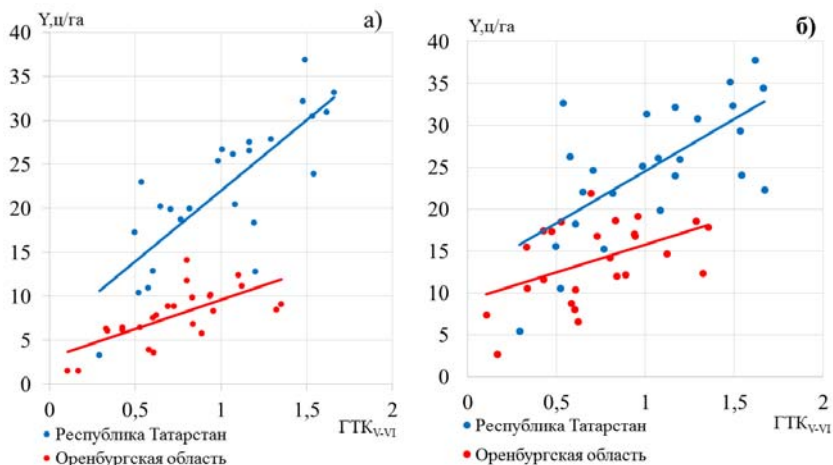 Y,ц/га
а)
40
35
30
25
20
15
10
5
0
0 0,5 1 1,5 2
ГТКV-VI
Республика Татарстан
Оренбургская область
Y,ц/га
б)
40
35
30
25
20
15
10
5
0
0 0,5 1 1,5 2
ГТКV-VI
Республика Татарстан
Оренбургская область